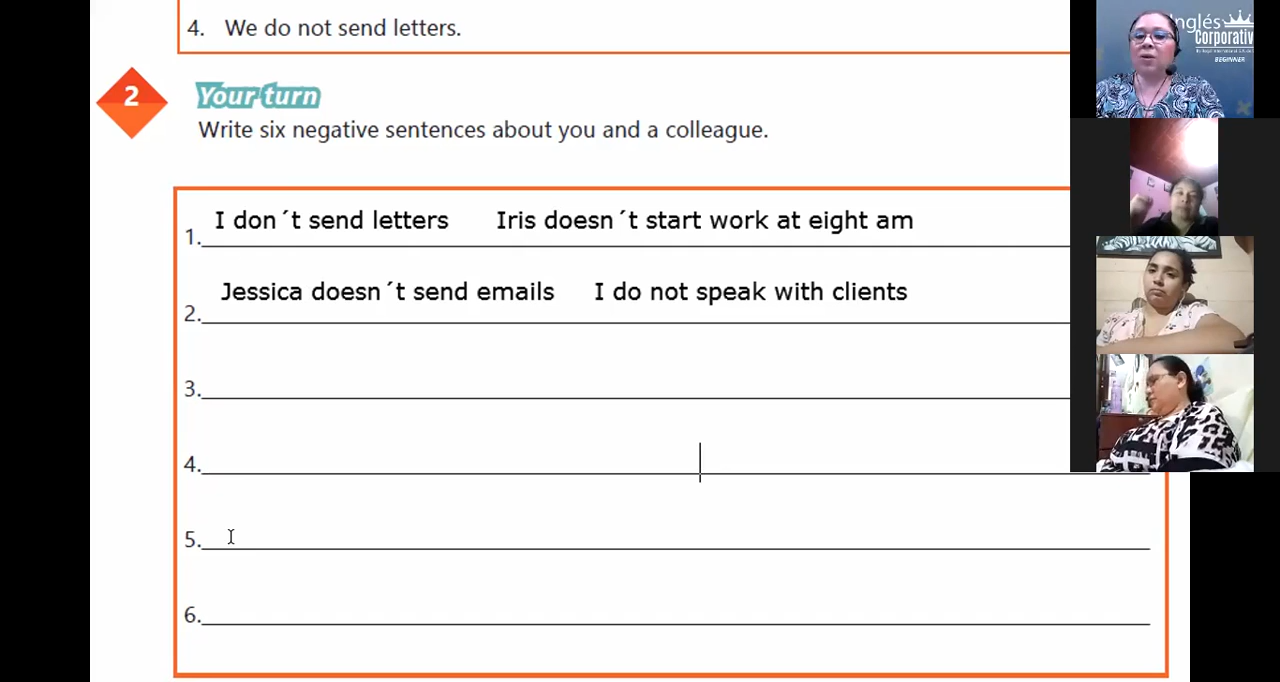 4. We do not send letters.
2
Your turn
Write six negative sentences about you and a colleague.
1. I don´t send letters Iris doesn´t start work at eight am
2. Jessica doesn´t send emails I do not speak with clients
3.
4.
5.
6.
Inglés
Corporativ
BEGINNER